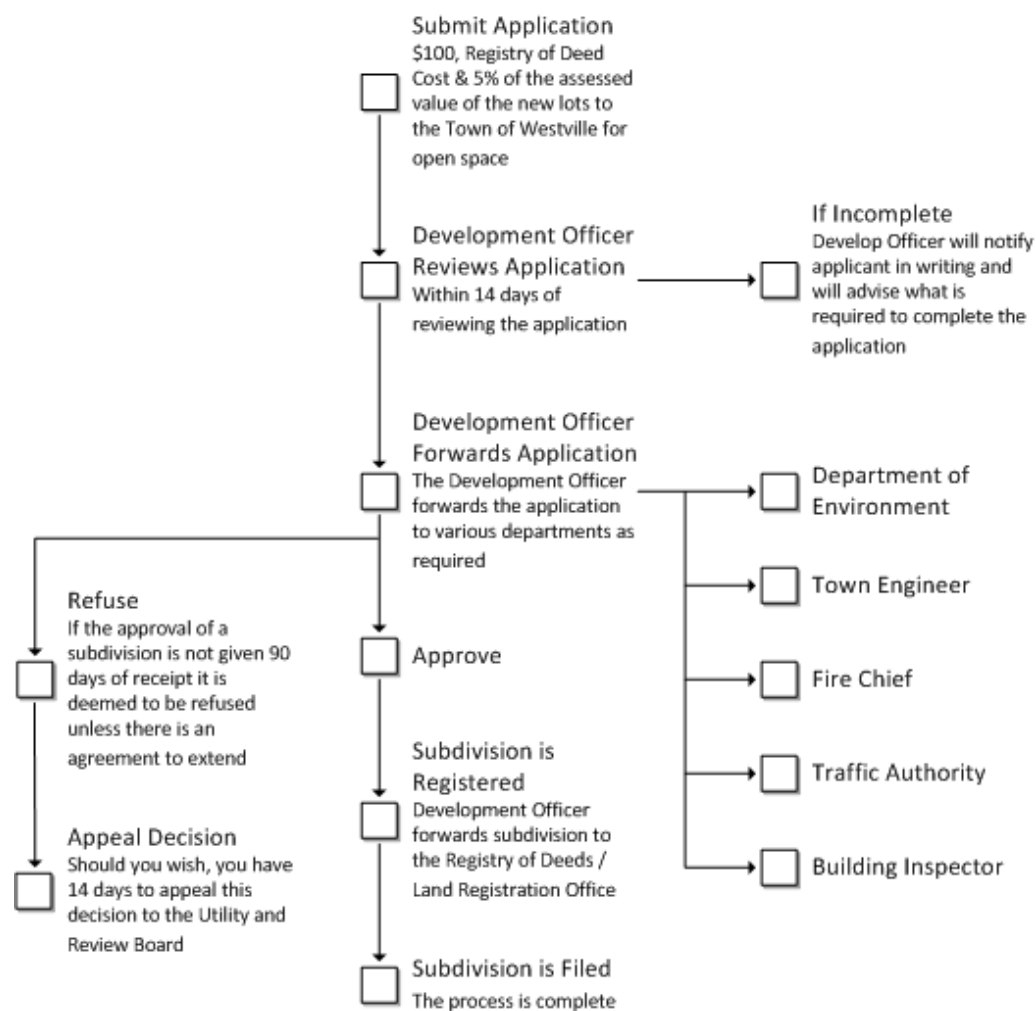 Submit Application
$100, Registry of Deed
Cost & 5% of the assessed
value of the new lots to
the Town of Westville for
open space
Development Officer
Reviews Application
Within 14 days of
reviewing the application
If Incomplete
Develop Officer will notify
applicant in writing and
will advise what is
required to complete the
application
Development Officer
Forwards Application
The Development Officer
forwards the application
to various departments as
required
Department of
Environment
Town Engineer
Fire Chief
Traffic Authority
Building Inspector
Refuse
If the approval of a
subdivision is not given 90
days of receipt it is
deemed to be refused
unless there is an
agreement to extend
Appeal Decision
Should you wish, you have
14 days to appeal this
decision to the Utility and
Review Board
Approve
Subdivision is
Registered
Development Officer
forwards subdivision to
the Registry of Deeds /
Land Registration Office
Subdivision is Filed
The process is complete